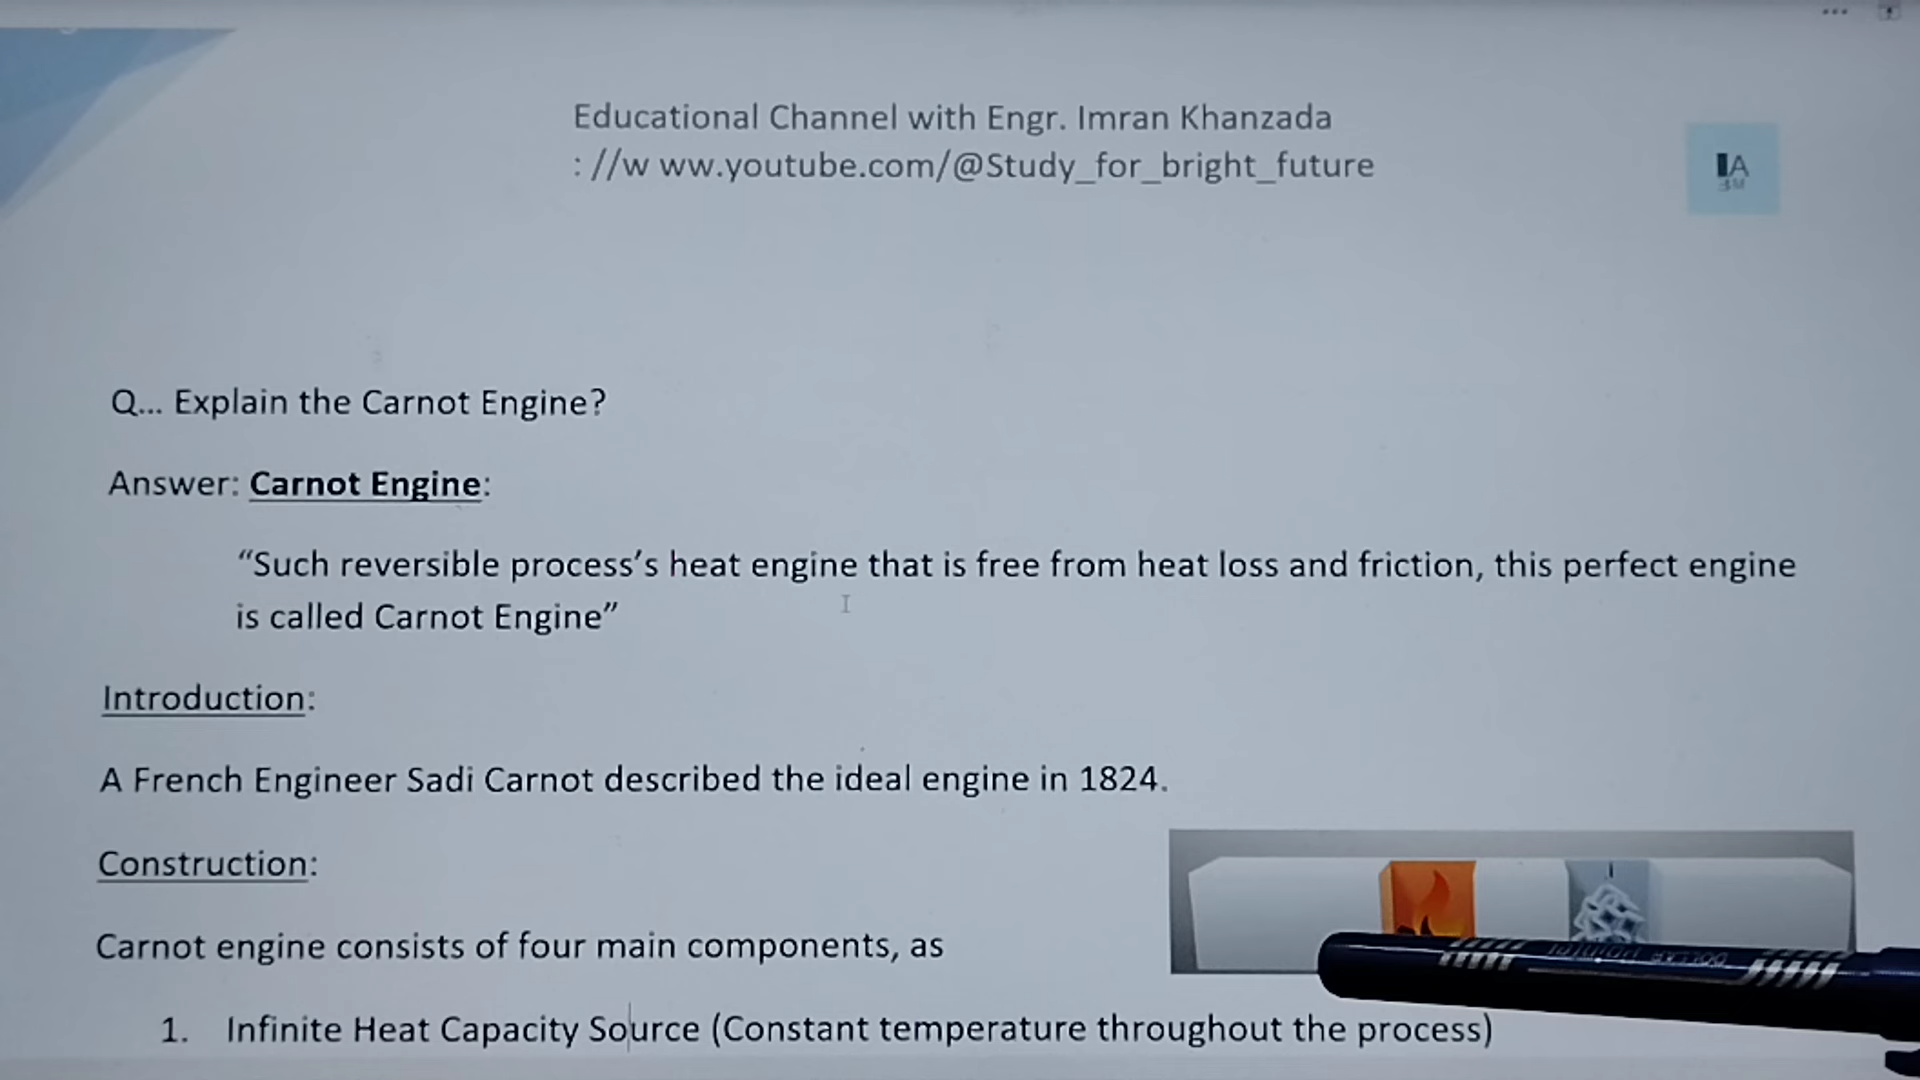 Educational Channel with Engr. Imran Khanzada
: //w ww.youtube.com/@Study_for_bright_future
Q... Explain the Carnot Engine?
Answer: Carnot Engine:
“Such reversible process’s heat engine that is free from heat loss and friction, this perfect engine
is called Carnot Engine”
Introduction:
A French Engineer Sadi Carnot described the ideal engine in 1824.
Construction:
Carnot engine consists of four main components, as
1. Infinite Heat Capacity Source (Constant temperature throughout the process)
DOLLAR